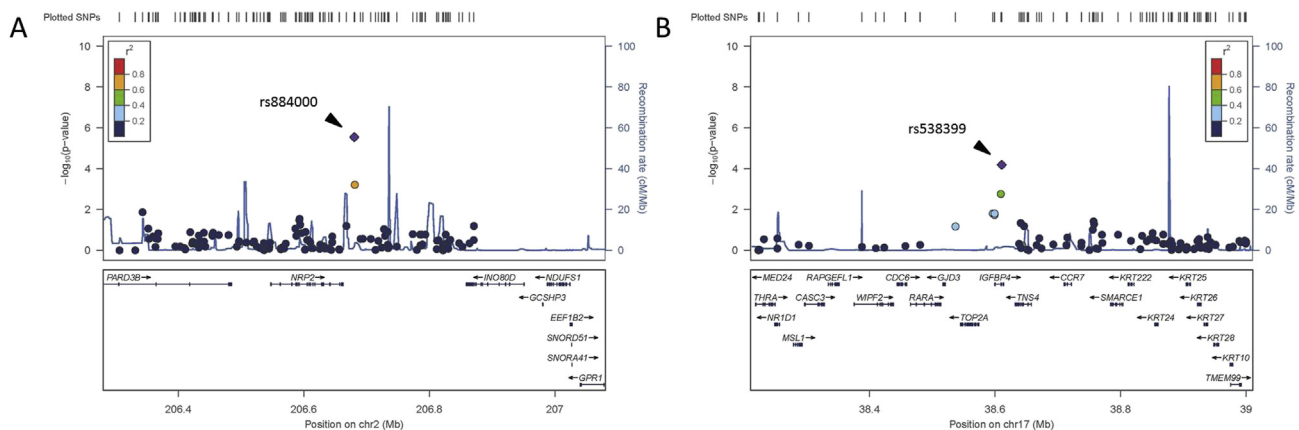 Plotted SNPs
A
10
8
6
4
2
0
−log10(p−value)
r2
0.8
0.6
0.4
0.2
rs884000
100
80
60
40
20
0
Recombination rate (cM/Mb)
PARD3B
NRP2
INO80D
NDUFS1
GCSHP3
EEF1B2
SNORD51
SNORA41
GPR1
206.4
206.6
206.8
207
Position on chr2 (Mb)
Plotted SNPs
B
10
8
6
4
2
0
−log10(p−value)
rs538399
r2
0.8
0.6
0.4
0.2
100
80
60
40
20
0
Recombination rate (cM/Mb)
MED24 RAPGEFL1 CDC6 GJD3 IGFBP4 CCR7 KRT222 KRT25
THRA CASC3 WIPF2 RARA TNS4 SMARCE1 KRT26
NR1D1 TOP2A KRT24 KRT27
MSL1 KRT28
KRT10
TMEM99
38.4
38.6
38.8
39
Position on chr17 (Mb)